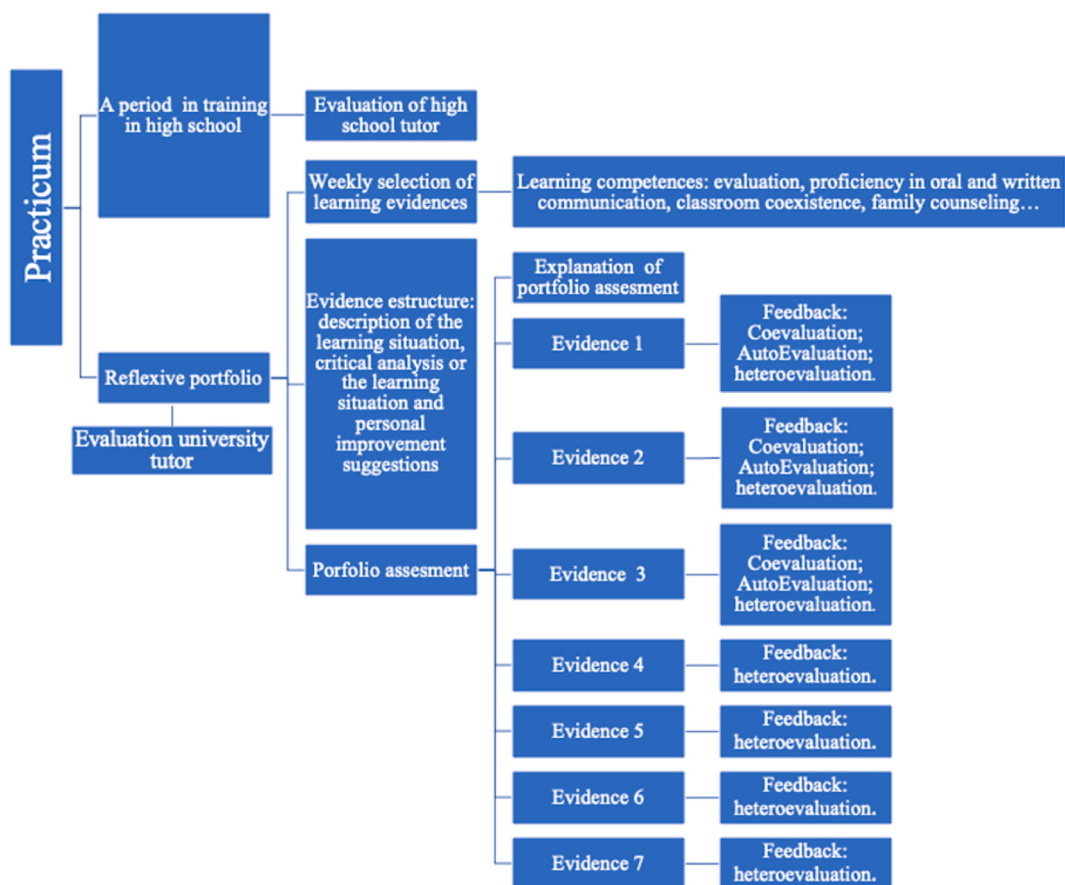 Practicum
A period in training
in high school
Evaluation of high
school tutor
Reflexive portfolio
Evaluation university
tutor
Weekly selection of
learning evidences
Learning competences: evaluation, proficiency in oral and written
communication, classroom coexistence, family counseling…
Evidence estructure:
description of the
learning situation,
critical analysis or
the learning
situation and
personal
improvement
suggestions
Porfolio assesment
Explanation of
portfolio assesment
Evidence 1
Feedback:
Coevaluation;
AutoEvaluation;
heteroevaluation.
Evidence 2
Feedback:
Coevaluation;
AutoEvaluation;
heteroevaluation.
Evidence 3
Feedback:
Coevaluation;
AutoEvaluation;
heteroevaluation.
Evidence 4
Feedback:
heteroevaluation.
Evidence 5
Feedback:
heteroevaluation.
Evidence 6
Feedback:
heteroevaluation.
Evidence 7
Feedback:
heteroevaluation.